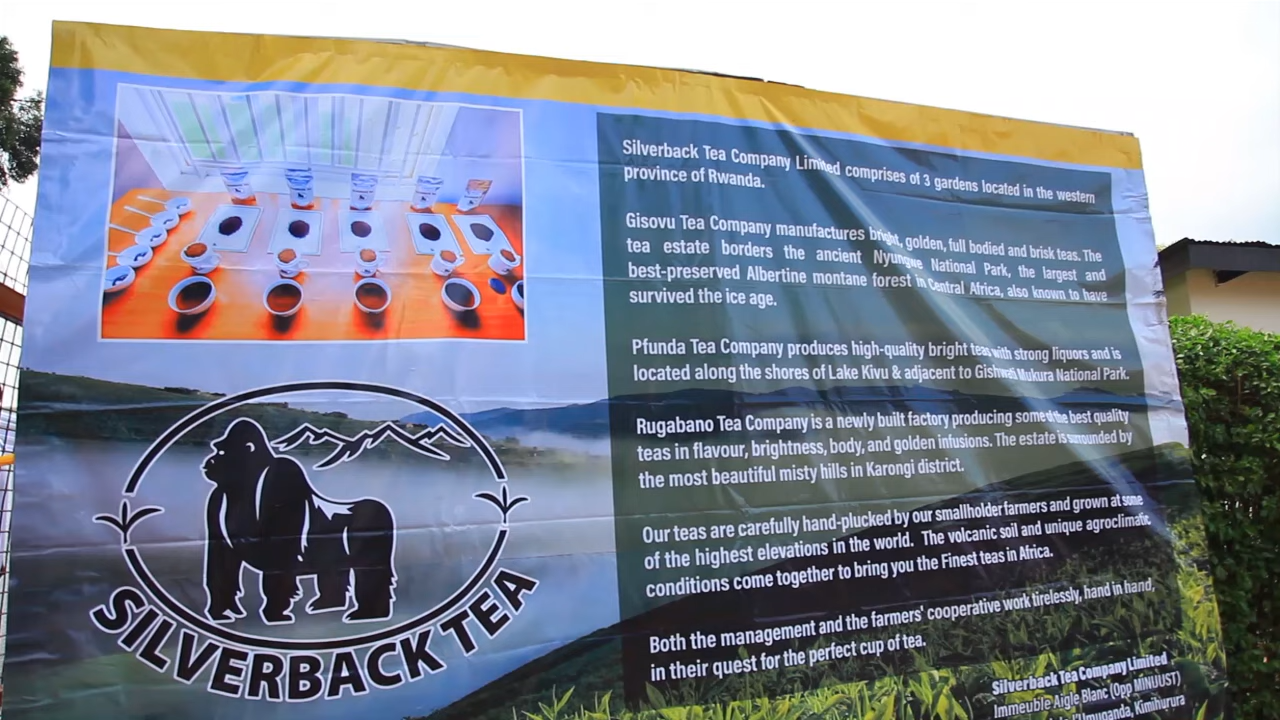 Silverback Tea Company Limited comprises of 3 gardens located in the western
province of Rwanda.
Gisovu Tea Company manufactures bright, golden, full bodied and brisk teas. The
tea estate borders the ancient Nyungwe National Park, the largest and
best-preserved Albertine montane forest in Central Africa, also known to have
survived the ice age.
Pfunda Tea Company produces high-quality bright teas with strong liquors and is
located along the shores of Lake Kivu & adjacent to Gishwati Mukura National Park.
Rugabano Tea Company is a newly built factory producing some of the best quality
teas in flavour, brightness, body, and golden infusions. The estate is surrounded by
the most beautiful misty hills in Karongi district.
Our teas are carefully hand-plucked by our smallholder farmers and grown at some
of the highest elevations in the world. The volcanic soil and unique agroclimatic
conditions come together to bring you the Finest teas in Africa.
Both the management and the farmers' cooperative work tirelessly, hand in hand,
in their quest for the perfect cup of tea.
Silverback Tea Company Limited
Immeuble Aigle Blanc (Opp MINIJUST)
l'Umuganda, Kimihurura
SILVERBACK TEA